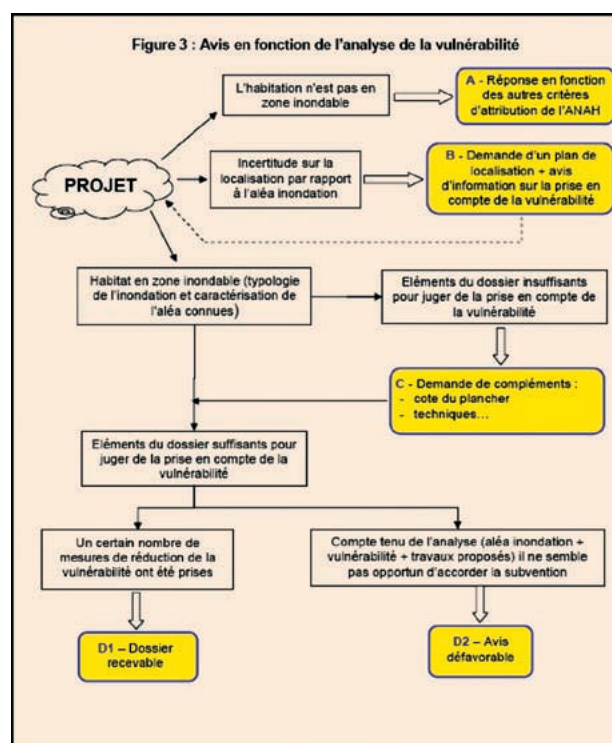 Figure 3 : Avis en fonction de l'analyse de la vulnérabilité
L'habitation n'est pas en
zone inondable
A - Réponse en fonction
des autres critères
d'attribution de l'ANAH
PROJET
Incertitude sur la
localisation par rapport
à l'aléa inondation
B - Demande d'un plan de
localisation + avis
d'information sur la prise en
compte de la vulnérabilité
Habitat en zone inondable (typologie
de l'inondation et caractérisation de
l'aléa connues)
Eléments du dossier insuffisants
pour juger de la prise en compte de
la vulnérabilité
C - Demande de compléments :
- cote du plancher
- techniques...
Eléments du dossier suffisants pour
juger de la prise en compte de la
vulnérabilité
Un certain nombre de
mesures de réduction de la
vulnérabilité ont été prises
Compte tenu de l'analyse (aléa inondation +
vulnérabilité + travaux proposés) il ne semble
pas opportun d'accorder la subvention
D1 – Dossier
recevable
D2 – Avis
défavorable